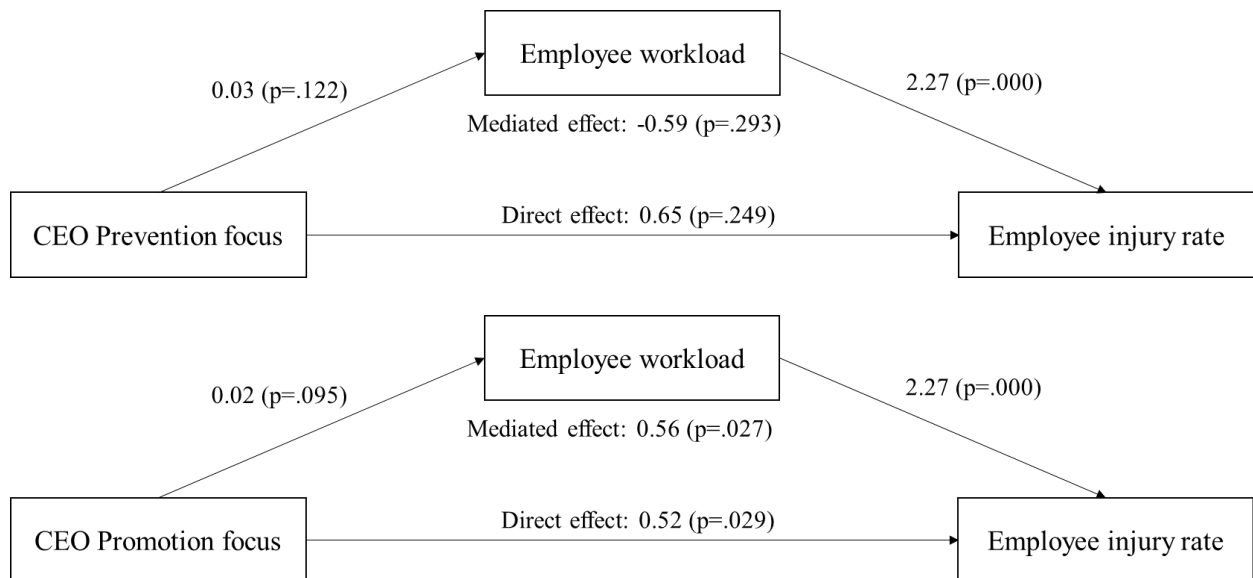 Employee workload
0.03 (p=.122)
2.27 (p=.000)
Mediated effect: -0.59 (p=.293)
CEO Prevention focus
Direct effect: 0.65 (p=.249)
Employee injury rate
Employee workload
0.02 (p=.095)
2.27 (p=.000)
Mediated effect: 0.56 (p=.027)
CEO Promotion focus
Direct effect: 0.52 (p=.029)
Employee injury rate